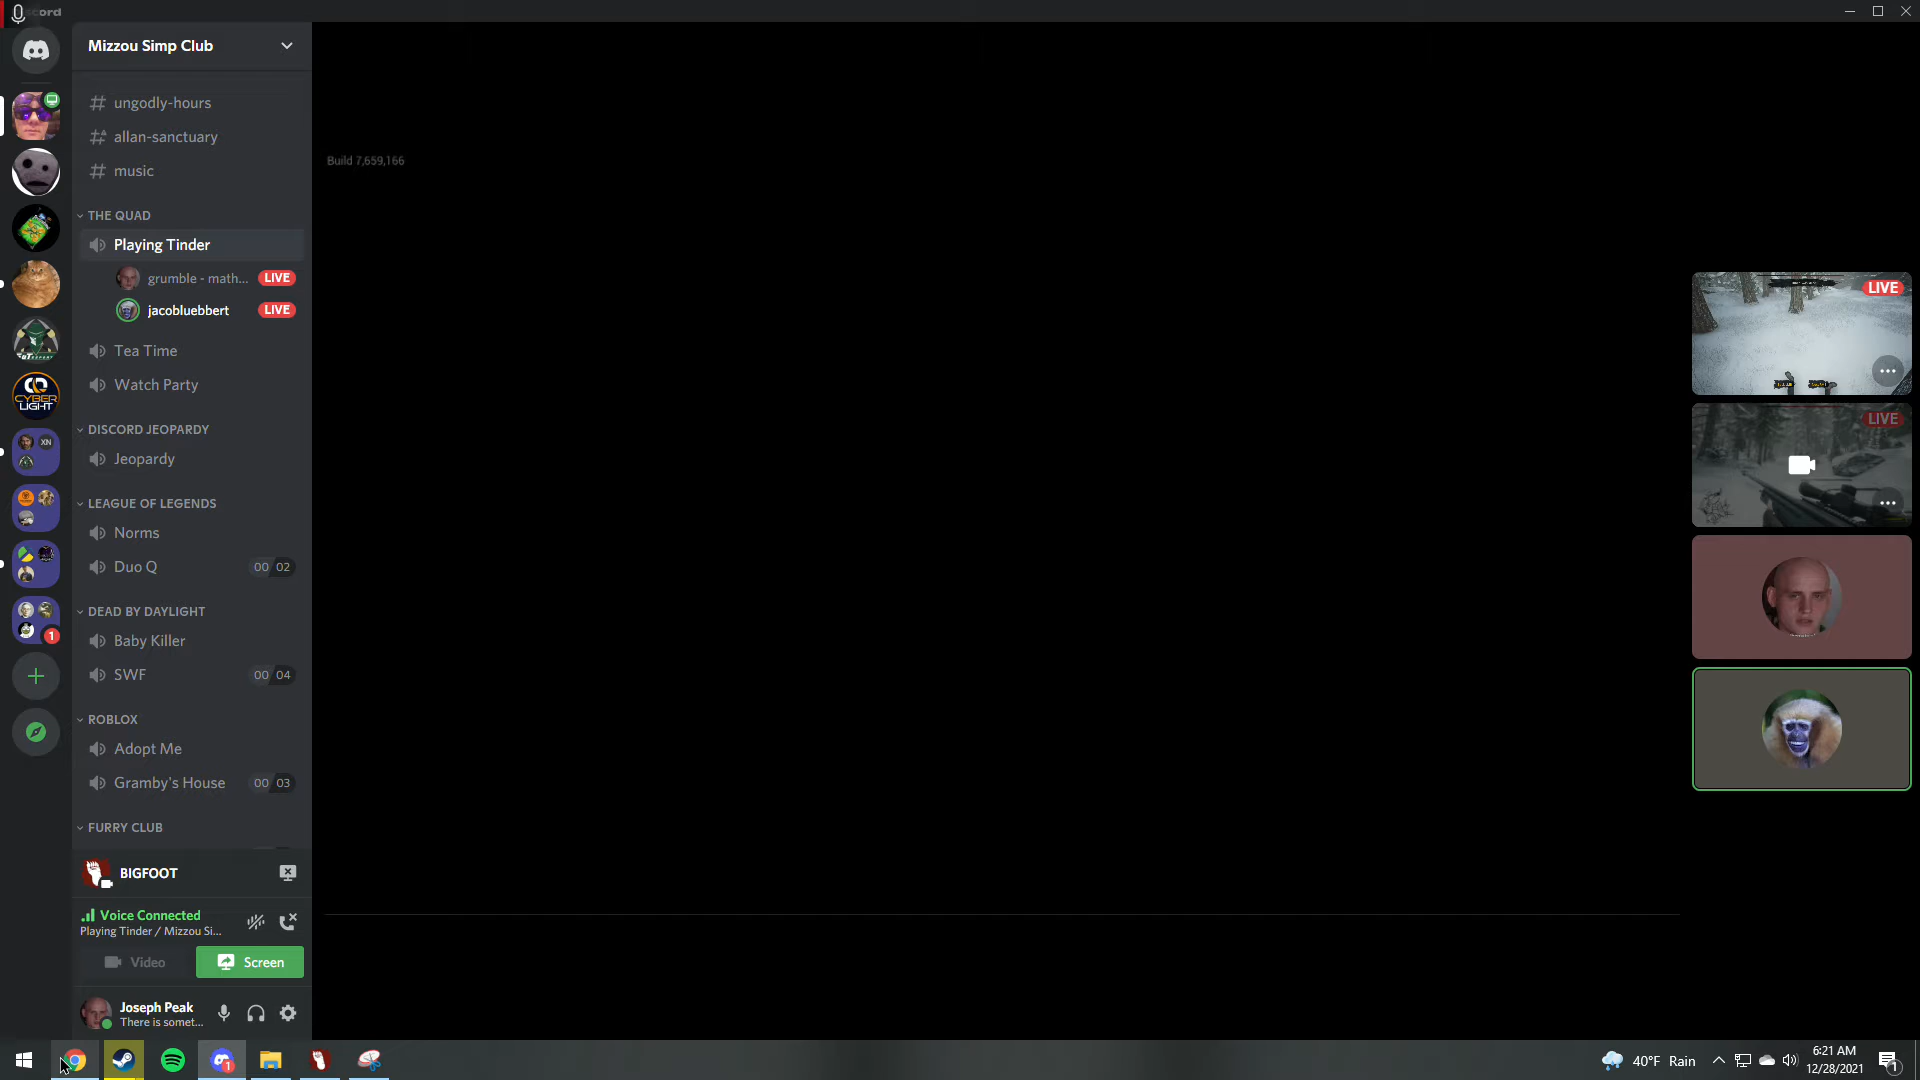 Discord
Mizzou Simp Club
ungodly-hours
allan-sanctuary
music
Build 7,659,166
THE QUAD
Playing Tinder
grumble - math... LIVE
jacobluebbert LIVE
Tea Time
Watch Party
DISCORD JEOPARDY
Jeopardy
LEAGUE OF LEGENDS
Norms
Duo Q 00 02
DEAD BY DAYLIGHT
Baby Killer
SWF 00 04
ROBLOX
Adopt Me
Gramby's House 00 03
FURRY CLUB
BIGFOOT
Voice Connected
Playing Tinder / Mizzou Si...
Video Screen
Joseph Peak
There is somet...
CYBER
LIGHT
XN
1
LIVE
LIVE
1
40°F Rain
6:21 AM
12/28/2021
1